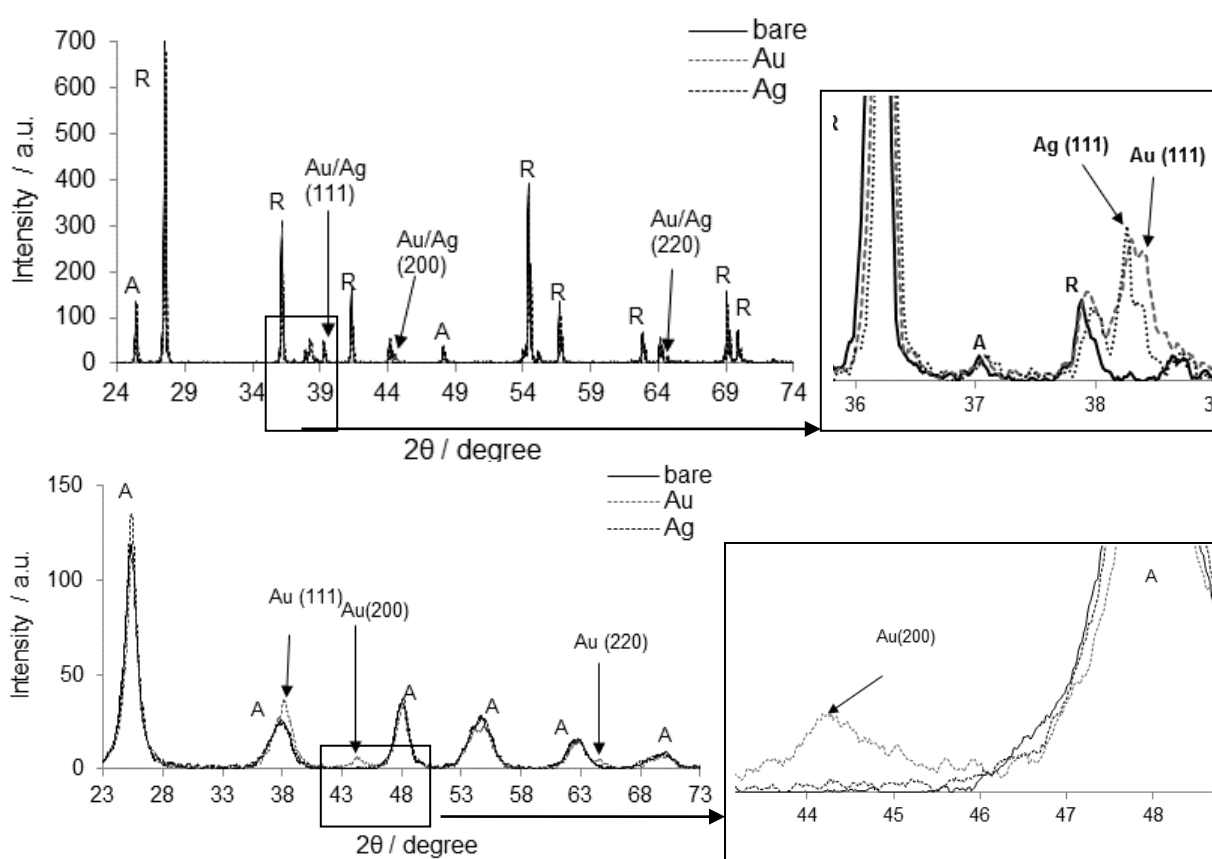 bare
Au
Ag
700
600
500
400
300
200
100
0
Intensity / a.u.
A
R
R
Au/Ag
(111)
R
Au/Ag
(200)
A
R
R
R
Au/Ag
(220)
R
R
24 29 34 39 44 49 54 59 64 69 74
2θ / degree
R
Ag (111)
Au (111)
R
A
36 37 38
bare
Au
Ag
150
100
50
0
Intensity / a.u.
A
A
Au (111)
Au(200)
A
A
A
Au (220)
A
23 28 33 38 43 48 53 58 63 68 73
2θ / degree
Au(200)
A
44 45 46 47 48